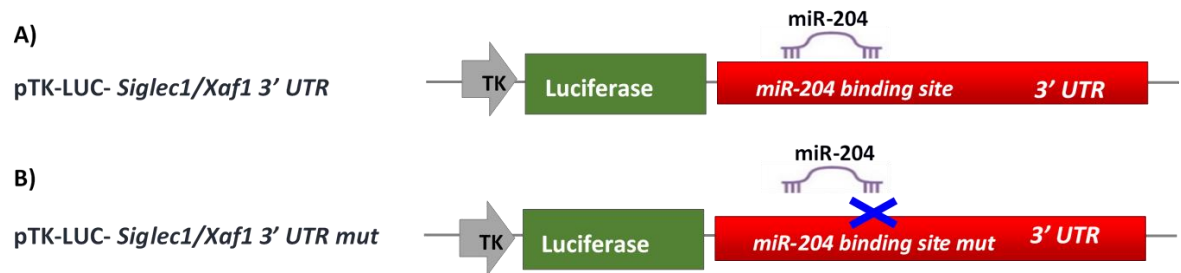 A)
miR-204
pTK-LUC- Siglec1/Xaf1 3’ UTR
TK
Luciferase
miR-204 binding site
3’ UTR
B)
miR-204
pTK-LUC- Siglec1/Xaf1 3’ UTR mut
TK
Luciferase
miR-204 binding site mut
3’ UTR